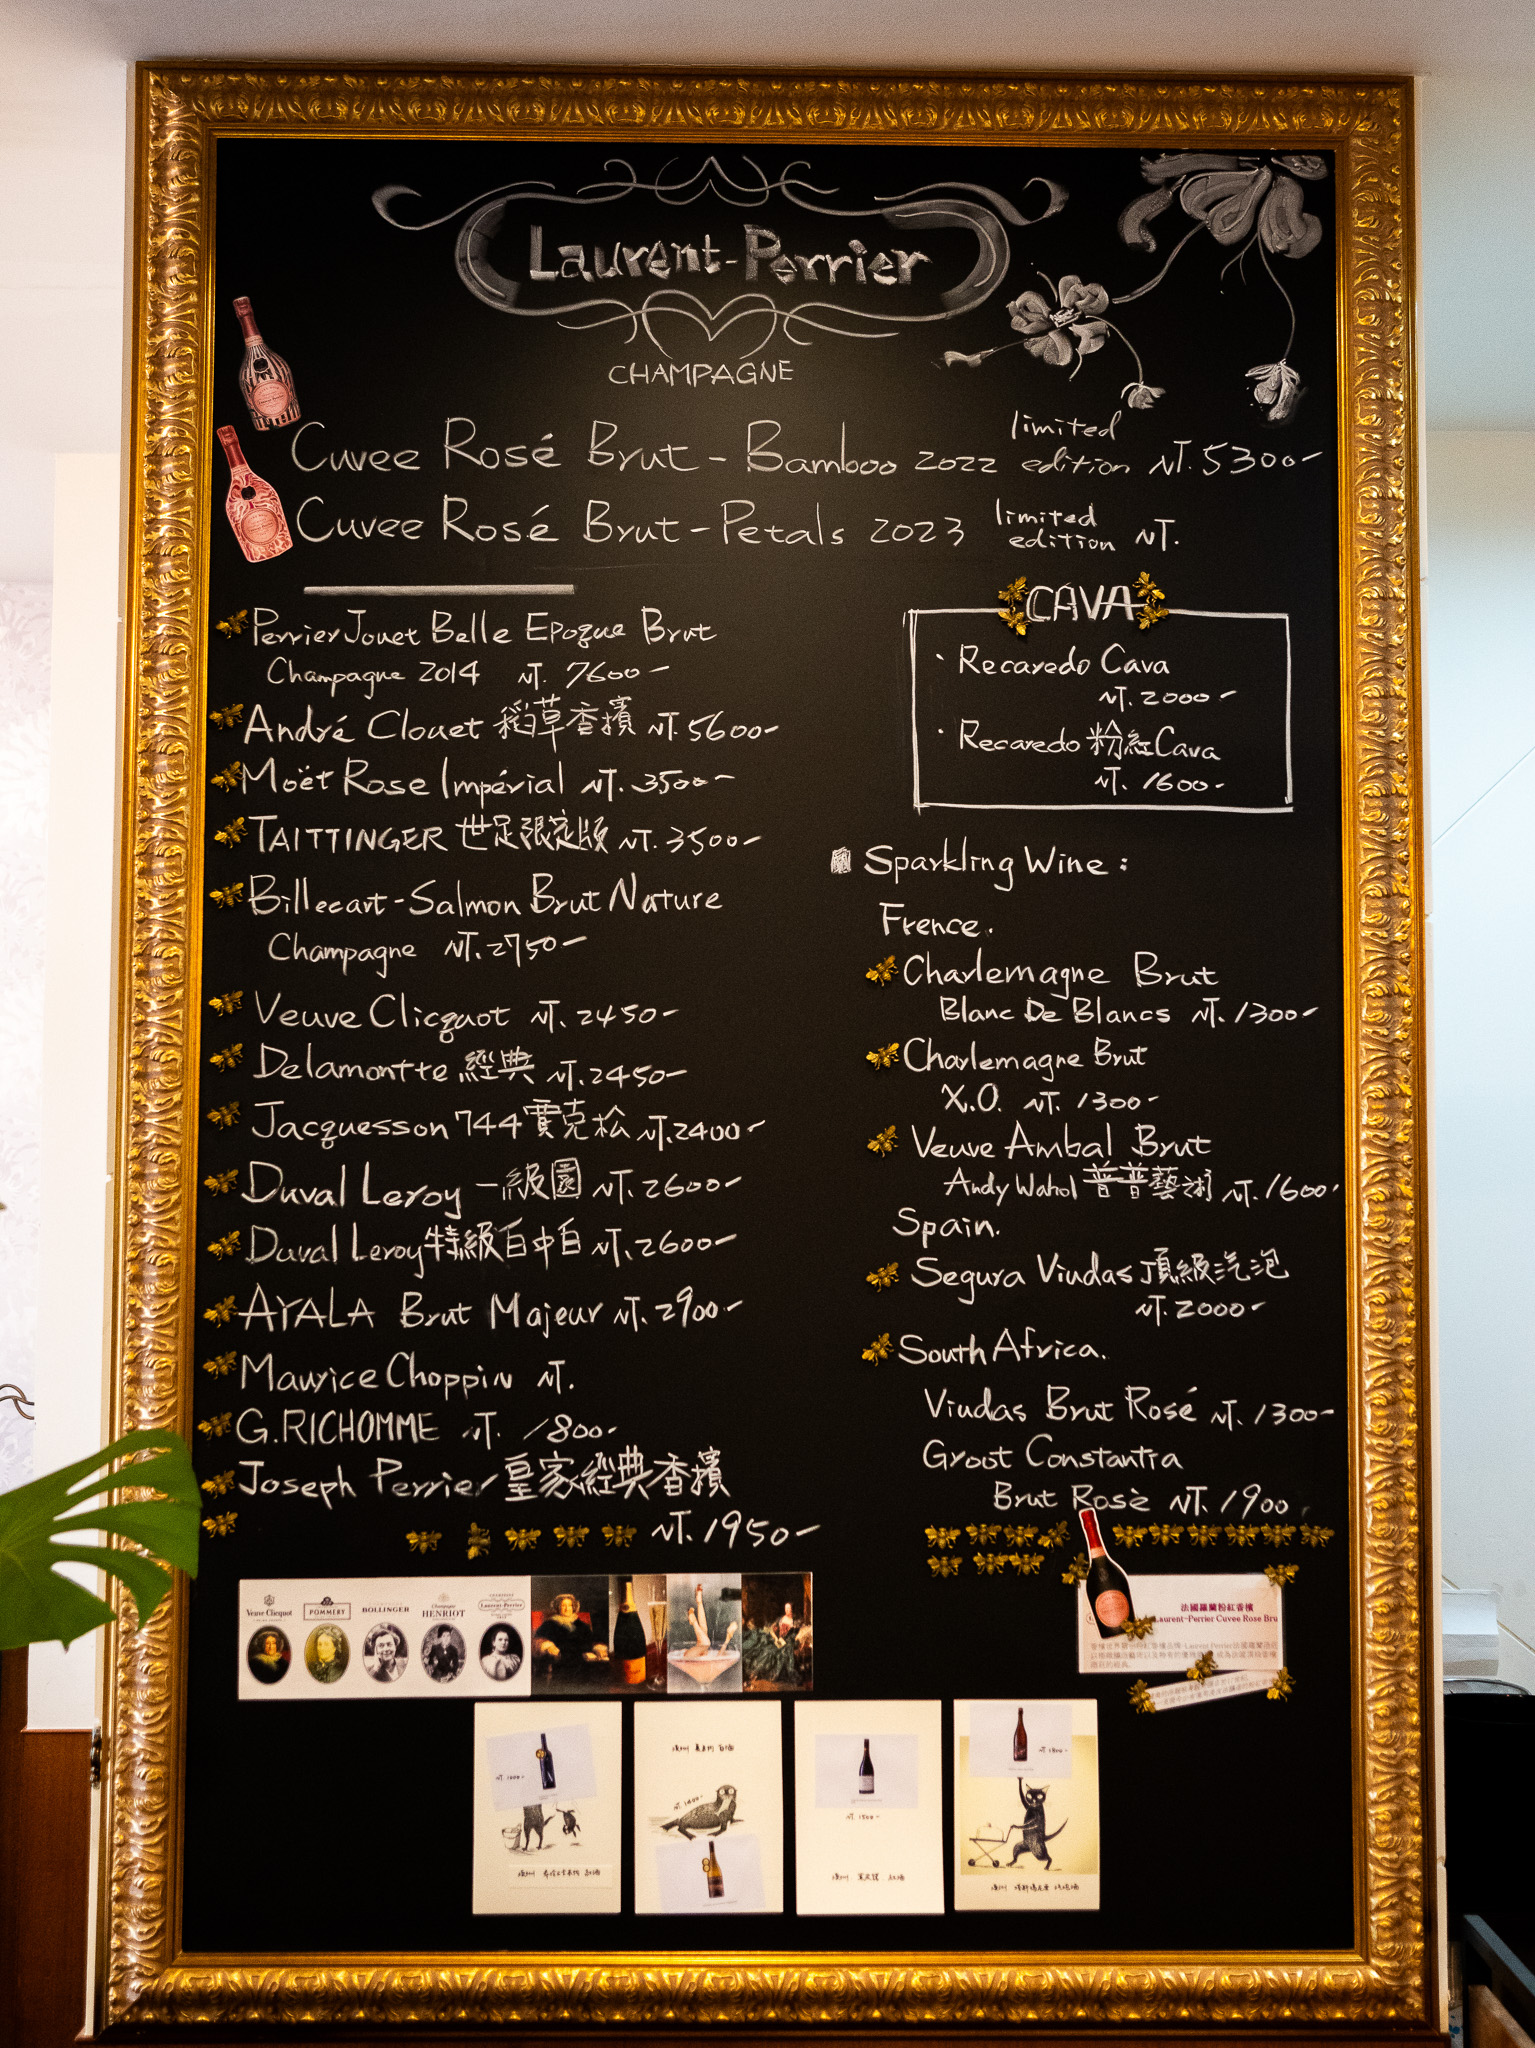 Laurent-Perrier
CHAMPAGNE
Cuvee Rosé Brut - Bamboo 2022 limited edition NT. 5300-
Cuvee Rosé Brut - Petals 2023 limited edition NT.
Perrier Jouet Belle Epoque Brut
Champagne 2014 NT. 7600-
André Clouet 稻草香檳 NT. 5600-
Moët Rose Impérial NT. 3500-
TAITTINGER 世足限定版 NT. 3500-
Billecart-Salmon Brut Nature
Champagne NT. 2750-
Veuve Clicquot NT. 2450-
Delamontte 經典 NT. 2450-
Jacquesson 744 賈克松 NT. 2400-
Duval Leroy 一級園 NT. 2600-
Duval Leroy 特級白中白 NT. 2600-
AYALA Brut Majeur NT. 2900-
Maurice Choppin NT.
G.RICHOMME NT. 1800-
Joseph Perrier 皇家經典香檳
NT. 1950-
CAVA
· Recaredo Cava
NT. 2000-
· Recaredo 粉紅 Cava
NT. 1600-
Sparkling Wine :
Frence.
Charlemagne Brut
Blanc De Blancs NT. 1300-
Charlemagne Brut
X.O. NT. 1300-
Veuve Ambal Brut
Andy Wahol 普普藝術 NT. 1600-
Spain.
Segura Viudas 頂級汽泡
NT. 2000-
South Africa.
Viudas Brut Rosé NT. 1300-
Groot Constantia
Brut Rosè NT. 1900
Veuve Clicquot
POMMERY
BOLLINGER
Champagne
HENRIOT
Laurent-Perrier
法國羅蘭粉紅香檳
Laurent-Perrier Cuvee Rose Bru
NT. 1800-
NT. 1500-